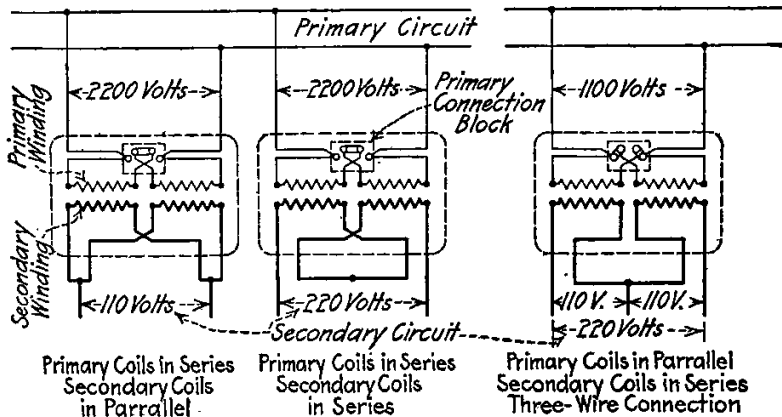 Primary Circuit
2200 Volts
2200 Volts
1100 Volts
Primary
Connection
Block
Primary
Winding
Secondary
Winding
110 Volts
220 Volts
110V.
110V.
220 Volts
Secondary Circuit
Primary Coils in Series
Secondary Coils
in Parrallel
Primary Coils in Series
Secondary Coils
in Series
Primary Coils in Parrallel
Secondary Coils in Series
Three-Wire Connection